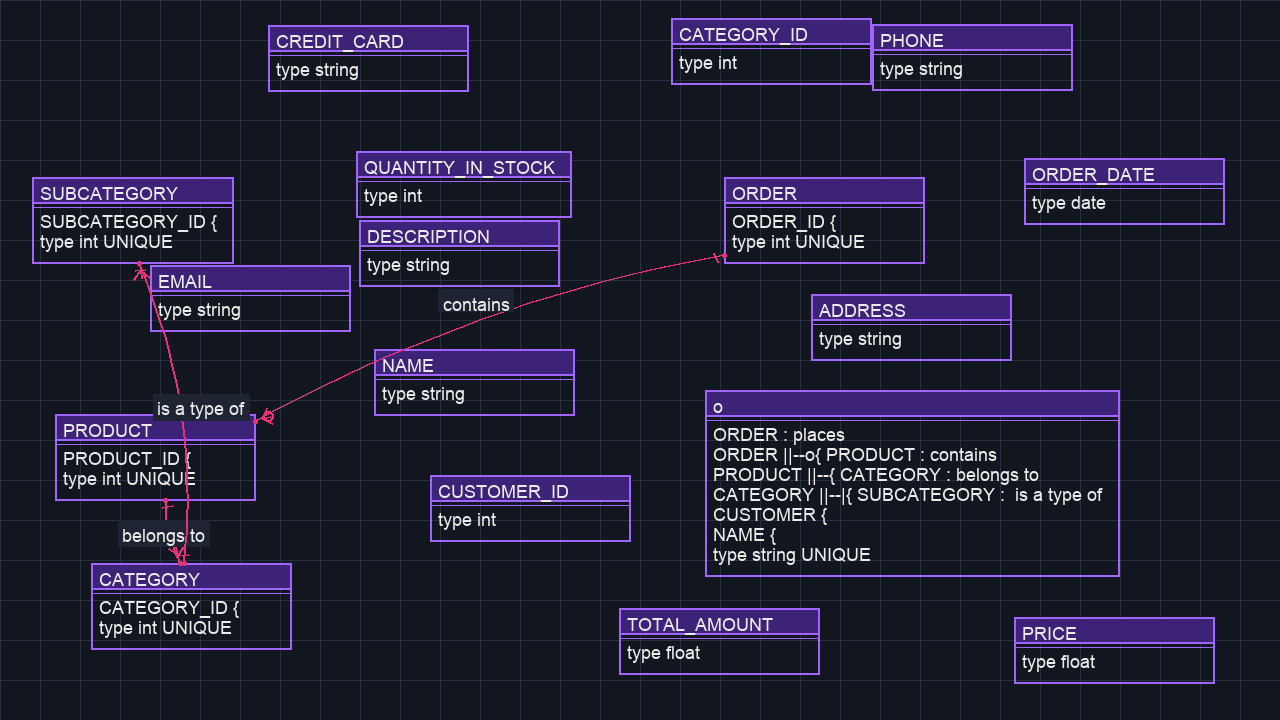 CREDIT_CARD
type string
CATEGORY_ID
type int
PHONE
type string
QUANTITY_IN_STOCK
type int
SUBCATEGORY
SUBCATEGORY_ID {
type int UNIQUE
ORDER
ORDER_ID {
type int UNIQUE
ORDER_DATE
type date
DESCRIPTION
type string
EMAIL
type string
contains
ADDRESS
type string
NAME
type string
is a type of
PRODUCT
PRODUCT_ID {
type int UNIQUE
o
ORDER : places
ORDER ||--o{ PRODUCT : contains
PRODUCT ||--{ CATEGORY : belongs to
CATEGORY ||--|{ SUBCATEGORY :  is a type of
CUSTOMER {
NAME {
type string UNIQUE
CUSTOMER_ID
type int
belongs to
CATEGORY
CATEGORY_ID {
type int UNIQUE
TOTAL_AMOUNT
type float
PRICE
type float